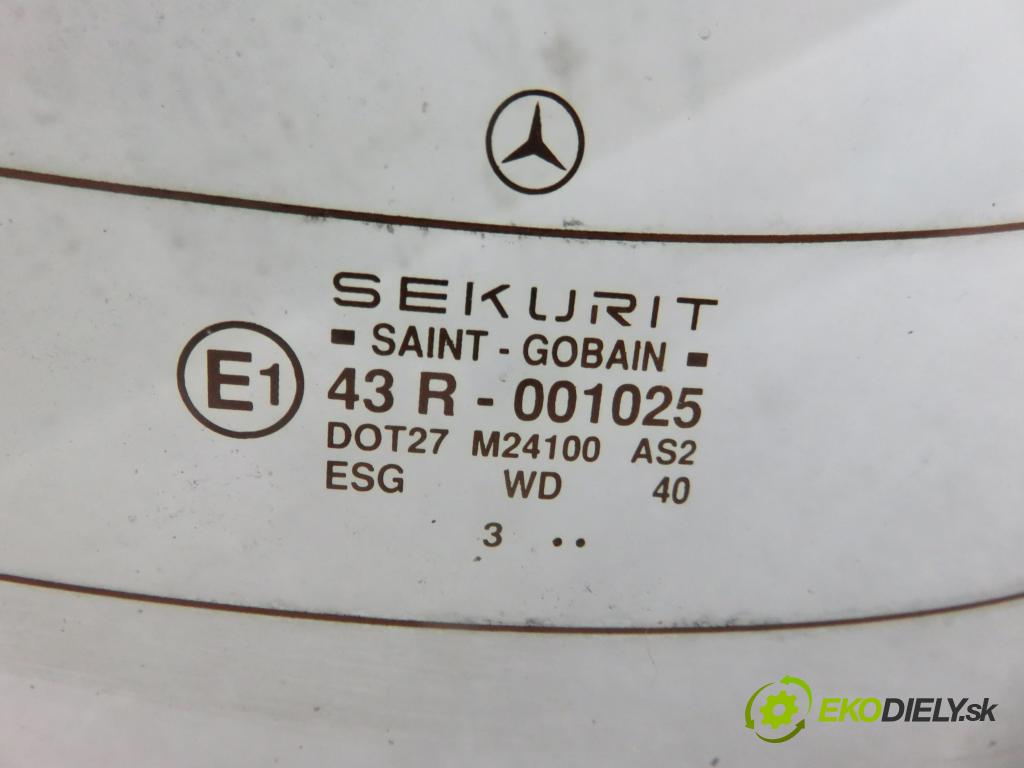 SEKURIT
SAINT - GOBAIN
E1
43 R - 001025
DOT27 M24100 AS2
ESG WD 40
3 ..
EKODIELY.sk